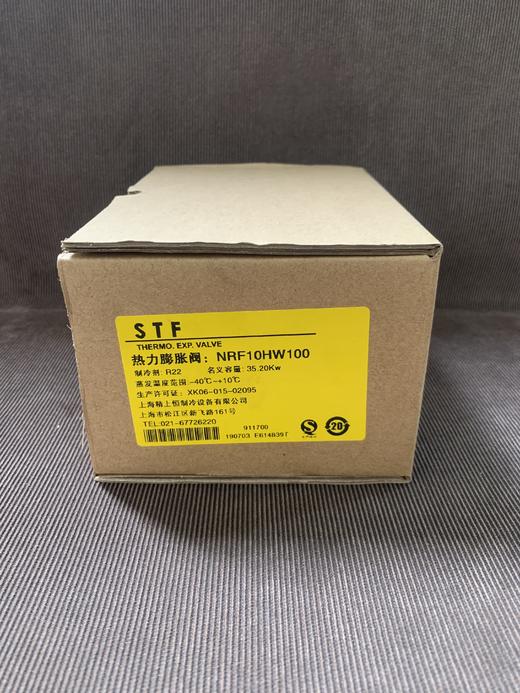 STF
THERMO. EXP. VALVE
热力膨胀阀: NRF10HW100
制冷剂: R22 名义容量: 35.20Kw
蒸发温度范围:-40℃~+10℃
生产许可证: XK06-015-02095
上海精上恒制冷设备有限公司
上海市松江区新飞路161号
TEL:021-67726220
911700
190703 E614839T
20